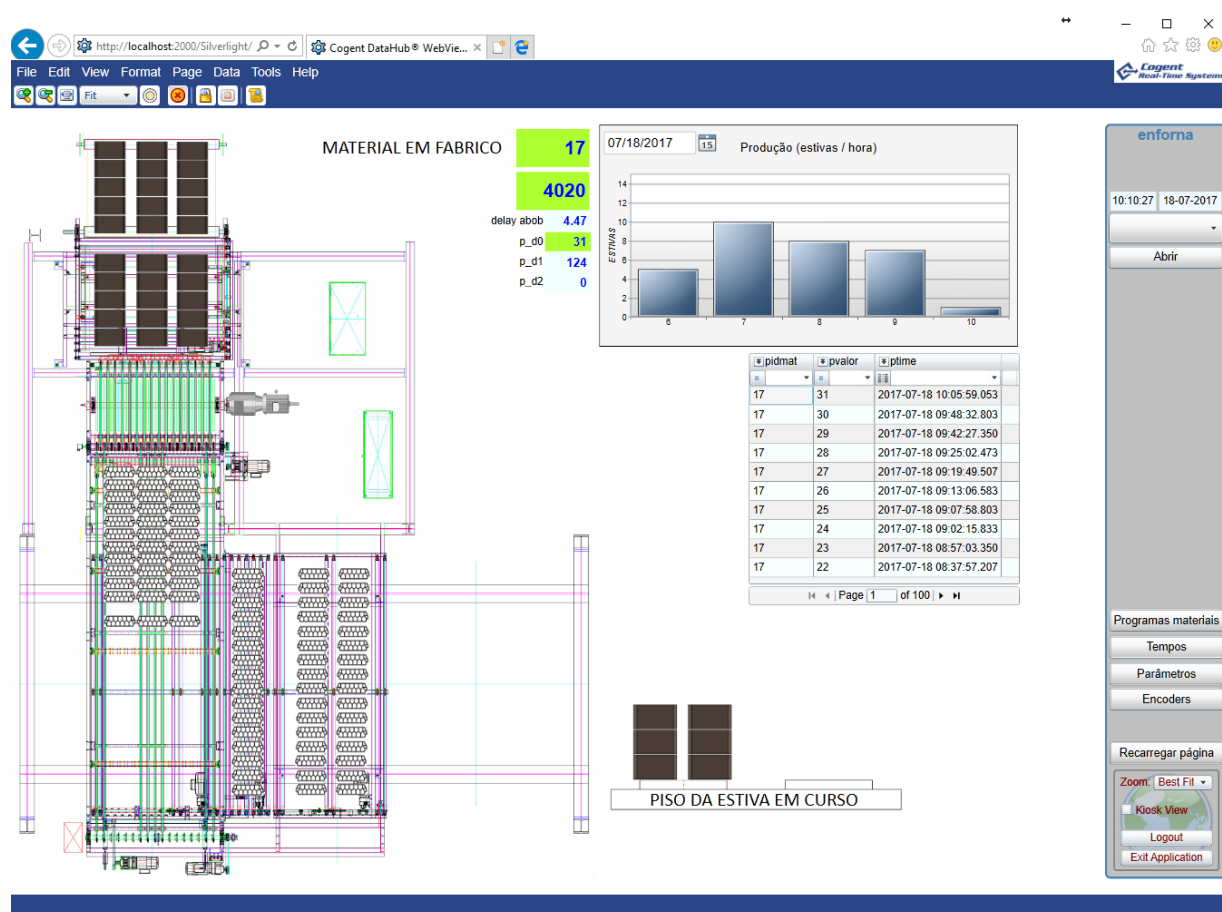 http://localhost:2000/Silverlight/
Cogent DataHub® WebVie...
File Edit View Format Page Data Tools Help
Cogent
Real-Time Systems
Fit
MATERIAL EM FABRICO 17
4020
delay abob 4.47
p_d0 31
p_d1 124
p_d2 0
07/18/2017 15 Produção (estivas / hora)
ESTIVAS
14
12
10
8
6
4
2
0
6 7 8 9 10
pidmat pvalor ptime
17 31 2017-07-18 10:05:59.053
17 30 2017-07-18 09:48:32.803
17 29 2017-07-18 09:42:27.350
17 28 2017-07-18 09:25:02.473
17 27 2017-07-18 09:19:49.507
17 26 2017-07-18 09:13:06.583
17 25 2017-07-18 09:07:58.803
17 24 2017-07-18 09:02:15.833
17 23 2017-07-18 08:57:03.350
17 22 2017-07-18 08:37:57.207
Page 1 of 100
PISO DA ESTIVA EM CURSO
enforna
10:10:27 18-07-2017
Abrir
Programas materiais
Tempos
Parâmetros
Encoders
Recarregar página
Zoom: Best Fit
Kiosk View
Logout
Exit Application